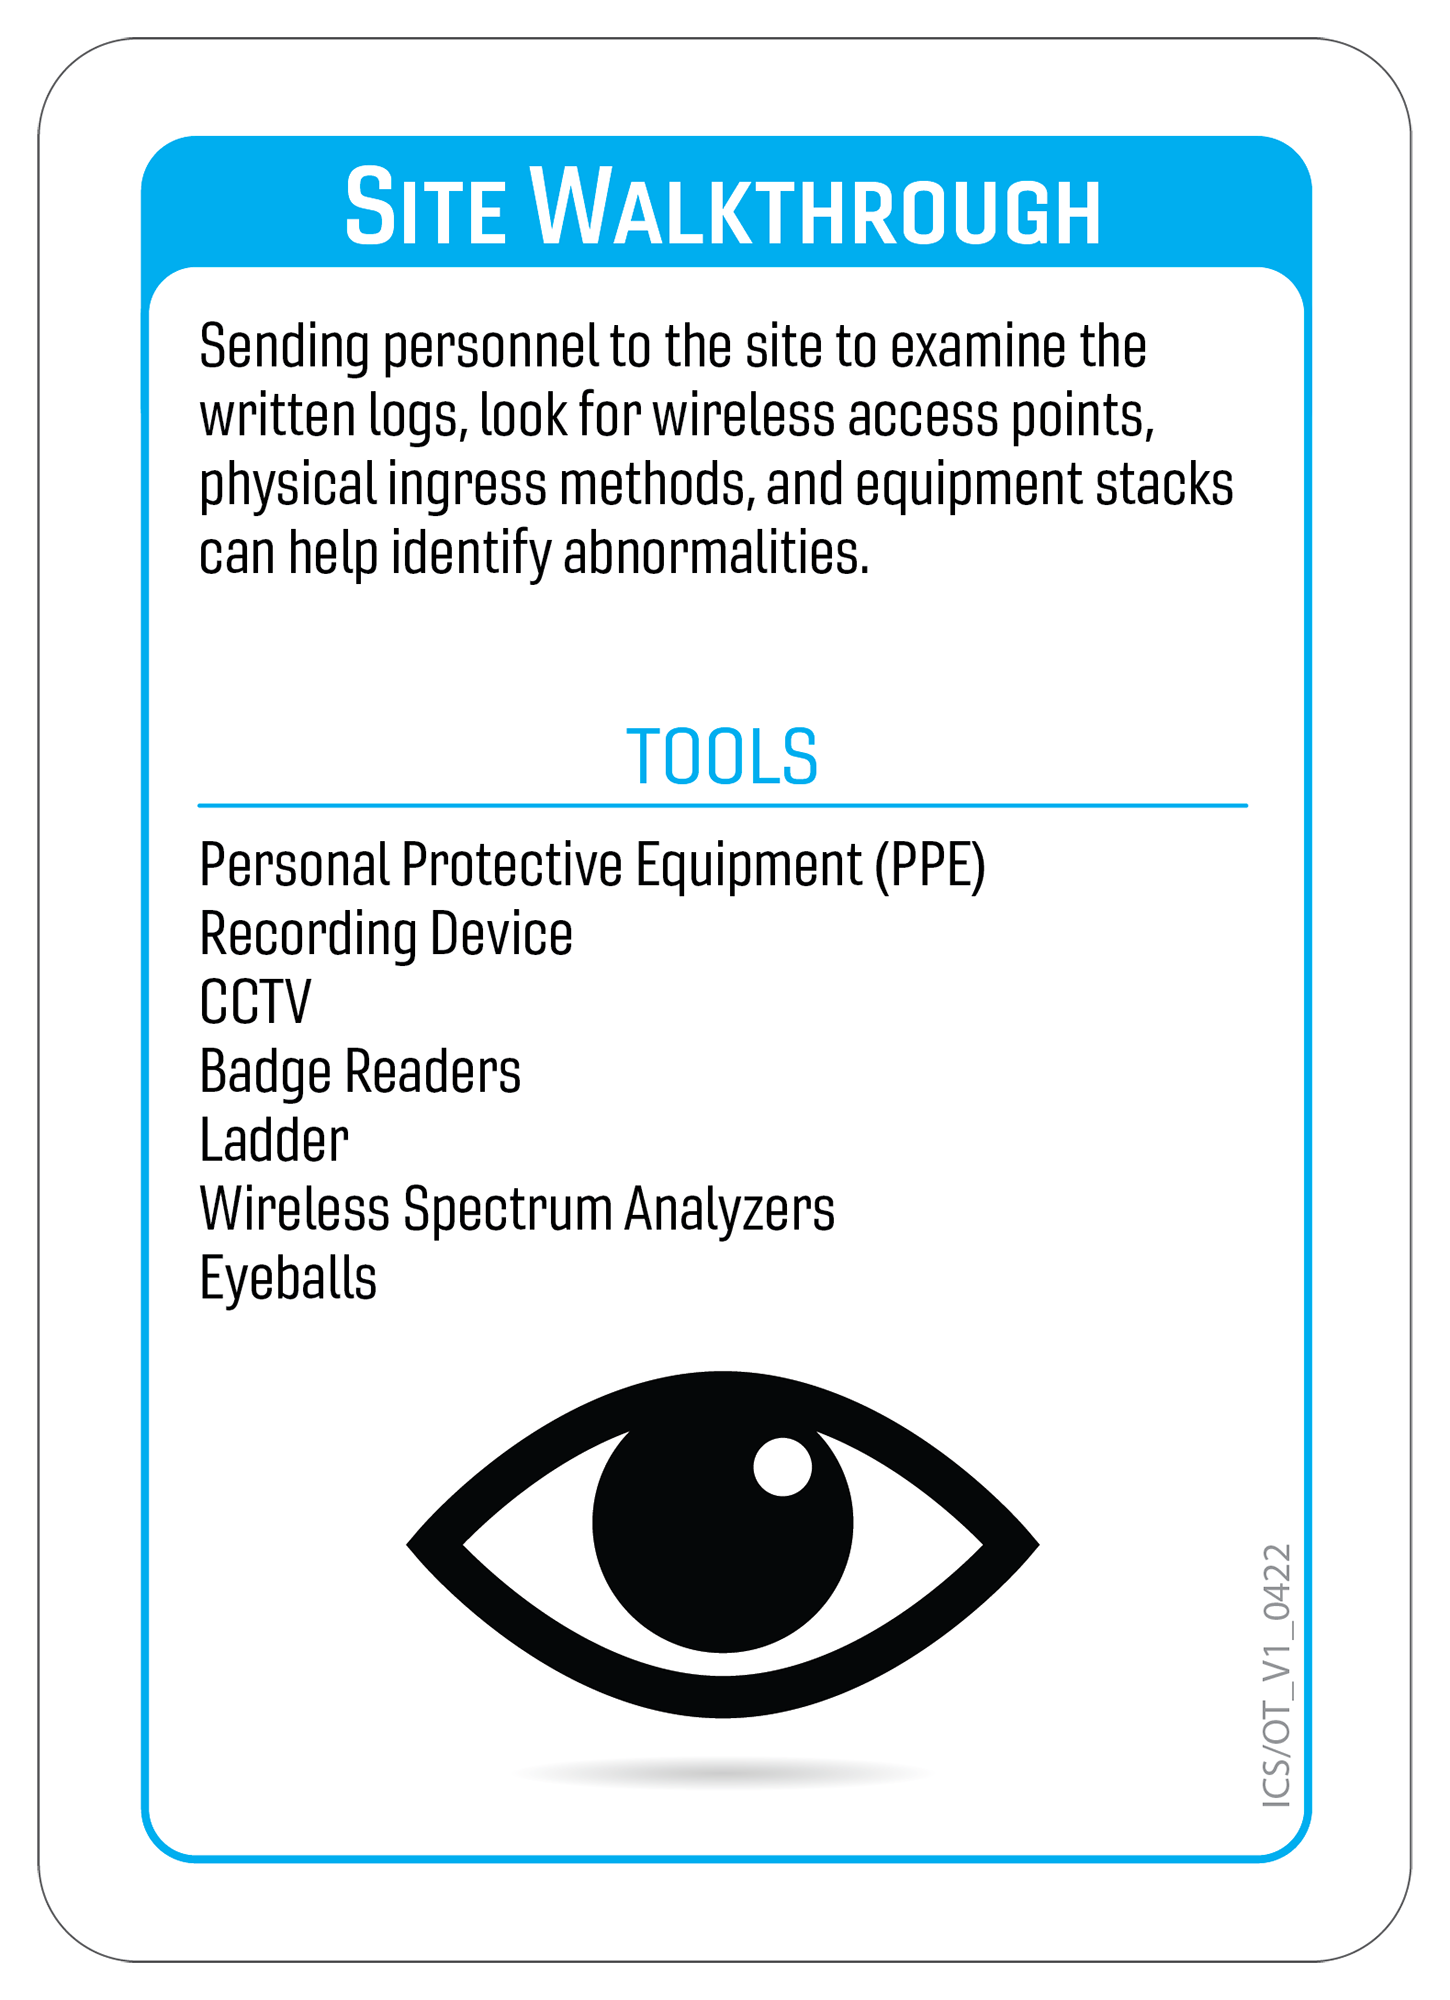 Site Walkthrough
Sending personnel to the site to examine the
written logs, look for wireless access points,
physical ingress methods, and equipment stacks
can help identify abnormalities.
TOOLS
Personal Protective Equipment (PPE)
Recording Device
CCTV
Badge Readers
Ladder
Wireless Spectrum Analyzers
Eyeballs
ICS/OT_V1_0422